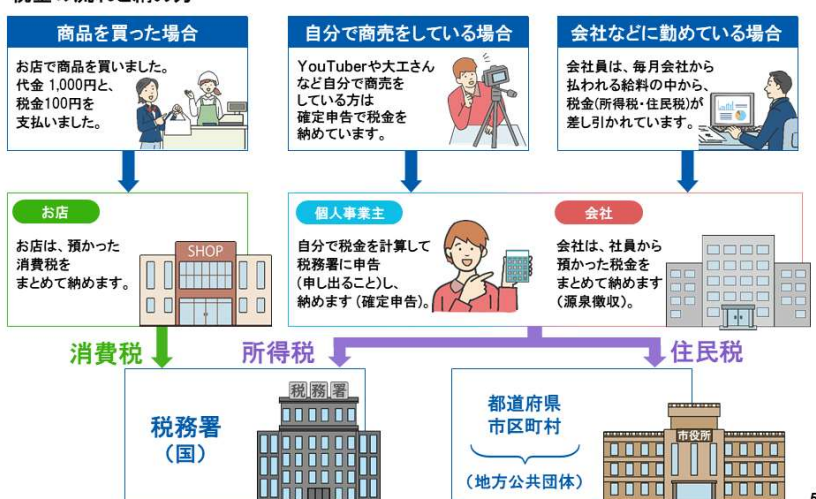 商品を買った場合
お店で商品を買いました。
代金 1,000円と、
税金100円を
支払いました。
自分で商売をしている場合
YouTuberや大工さん
など自分で商売を
している方は
確定申告で税金を
納めています。
会社などに勤めている場合
会社員は、毎月会社から
払われる給料の中から、
税金(所得税・住民税)が
差し引かれています。
お店
お店は、預かった
消費税を
まとめて納めます。
SHOP
個人事業主
自分で税金を計算して
税務署に申告
(申し出ること)し、
納めます(確定申告)。
会社
会社は、社員から
預かった税金を
まとめて納めます
(源泉徴収)。
消費税
所得税
住民税
税務署
(国)
税務署
都道府県
市区町村
(地方公共団体)
市役所